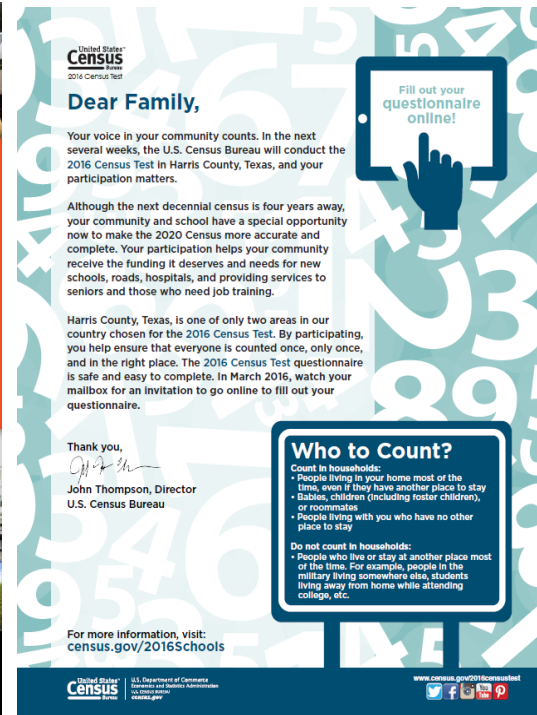 United States™
Census
Bureau
2016 Census Test
Dear Family,
Your voice in your community counts. In the next
several weeks, the U.S. Census Bureau will conduct the
2016 Census Test in Harris County, Texas, and your
participation matters.
Although the next decennial census is four years away,
your community and school have a special opportunity
now to make the 2020 Census more accurate and
complete. Your participation helps your community
receive the funding it deserves and needs for new
schools, roads, hospitals, and providing services to
seniors and those who need job training.
Harris County, Texas, is one of only two areas in our
country chosen for the 2016 Census Test. By participating,
you help ensure that everyone is counted once, only once,
and in the right place. The 2016 Census Test questionnaire
is safe and easy to complete. In March 2016, watch your
mailbox for an invitation to go online to fill out your
questionnaire.
Thank you,
John Thompson, Director
U.S. Census Bureau
For more information, visit:
census.gov/2016Schools
Fill out your
questionnaire
online!
Who to Count?
Count in households:
• People living in your home most of the
time, even if they have another place to stay
• Babies, children (including foster children),
or roommates
• People living with you who have no other
place to stay
Do not count in households:
• People who live or stay at another place most
of the time. For example, people in the
military living somewhere else, students
living away from home while attending
college, etc.
United States™
Census
Bureau
U.S. Department of Commerce
Economics and Statistics Administration
U.S. CENSUS BUREAU
census.gov
www.census.gov/2016censustest
You
Tube